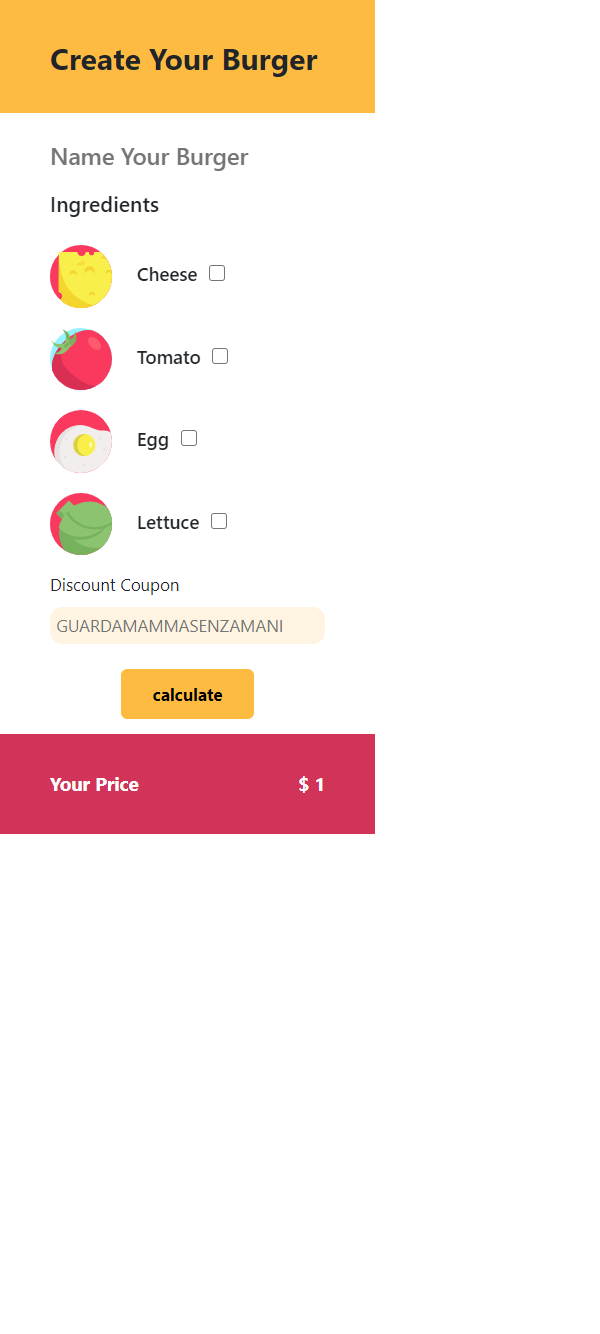 Create Your Burger
Name Your Burger
Ingredients
Cheese
Tomato
Egg
Lettuce
Discount Coupon
GUARDAMAMMASENZAMANI
calculate
Your Price $ 1